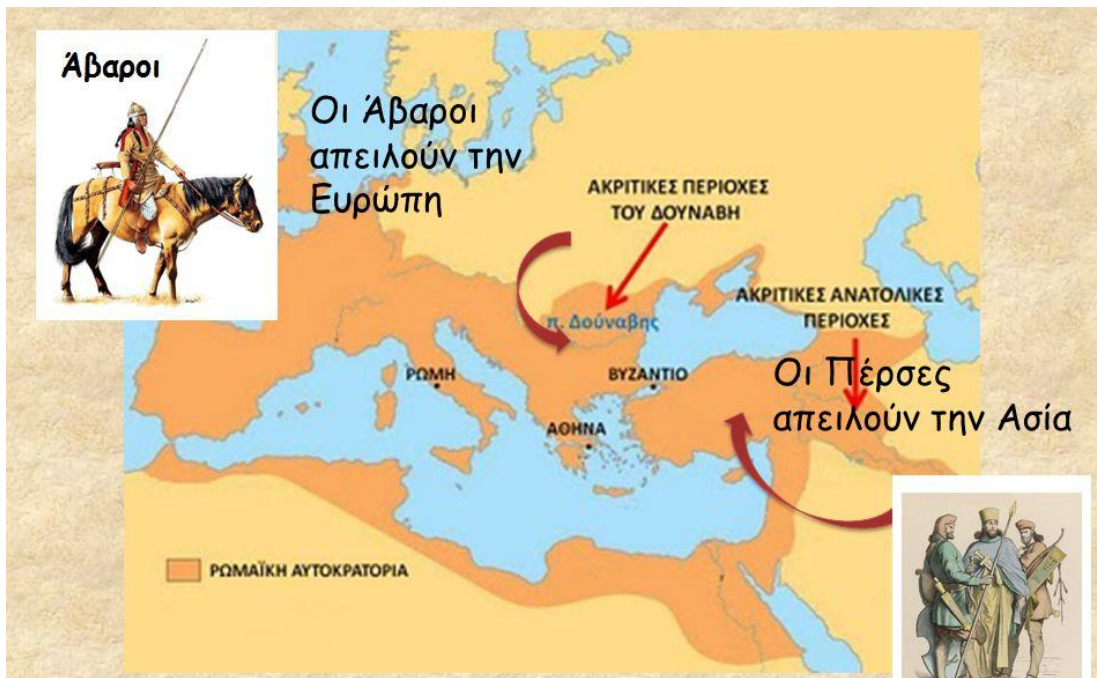 Άβαροι
Οι Άβαροι
απειλούν την
Ευρώπη
ΑΚΡΙΤΙΚΕΣ ΠΕΡΙΟΧΕΣ
ΤΟΥ ΔΟΥΝΑΒΗ
π. Δούναβης
ΑΚΡΙΤΙΚΕΣ ΑΝΑΤΟΛΙΚΕΣ
ΠΕΡΙΟΧΕΣ
ΡΩΜΗ
ΒΥΖΑΝΤΙΟ
Οι Πέρσες
απειλούν την Ασία
ΑΘΗΝΑ
ΡΩΜΑΪΚΗ ΑΥΤΟΚΡΑΤΟΡΙΑ